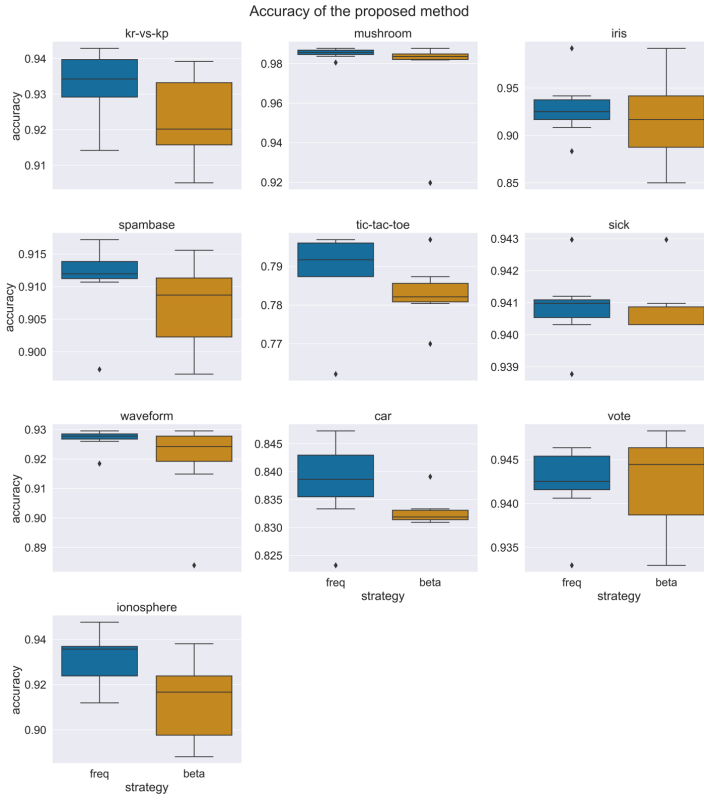 Accuracy of the proposed method
kr-vs-kp
mushroom
iris
0.94
0.93
0.92
0.91
accuracy
0.98
0.96
0.94
0.92
0.95
0.90
0.85
spambase
tic-tac-toe
sick
0.915
0.910
0.905
0.900
accuracy
0.79
0.78
0.77
0.943
0.942
0.941
0.940
0.939
waveform
car
vote
0.93
0.92
0.91
0.90
0.89
accuracy
0.845
0.840
0.835
0.830
0.825
0.945
0.940
0.935
freq
beta
strategy
freq
beta
strategy
ionosphere
0.94
0.92
0.90
accuracy
freq
beta
strategy